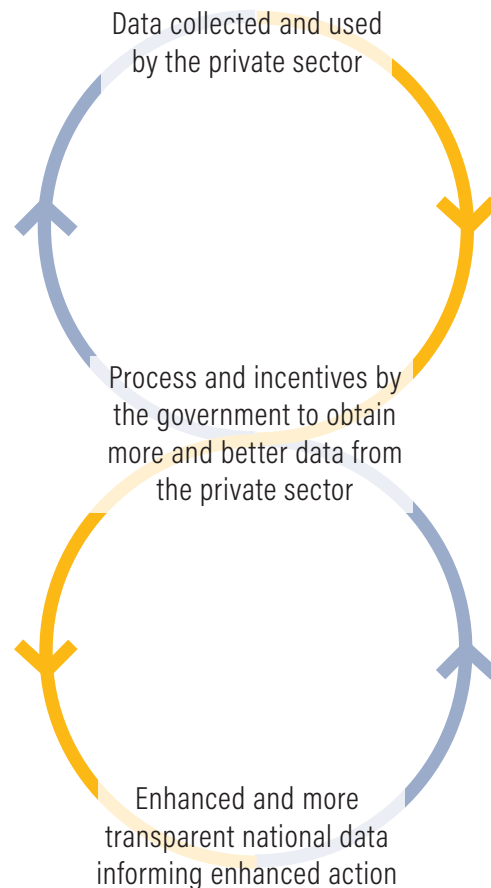 Data collected and used
by the private sector
Process and incentives by
the government to obtain
more and better data from
the private sector
Enhanced and more
transparent national data
informing enhanced action